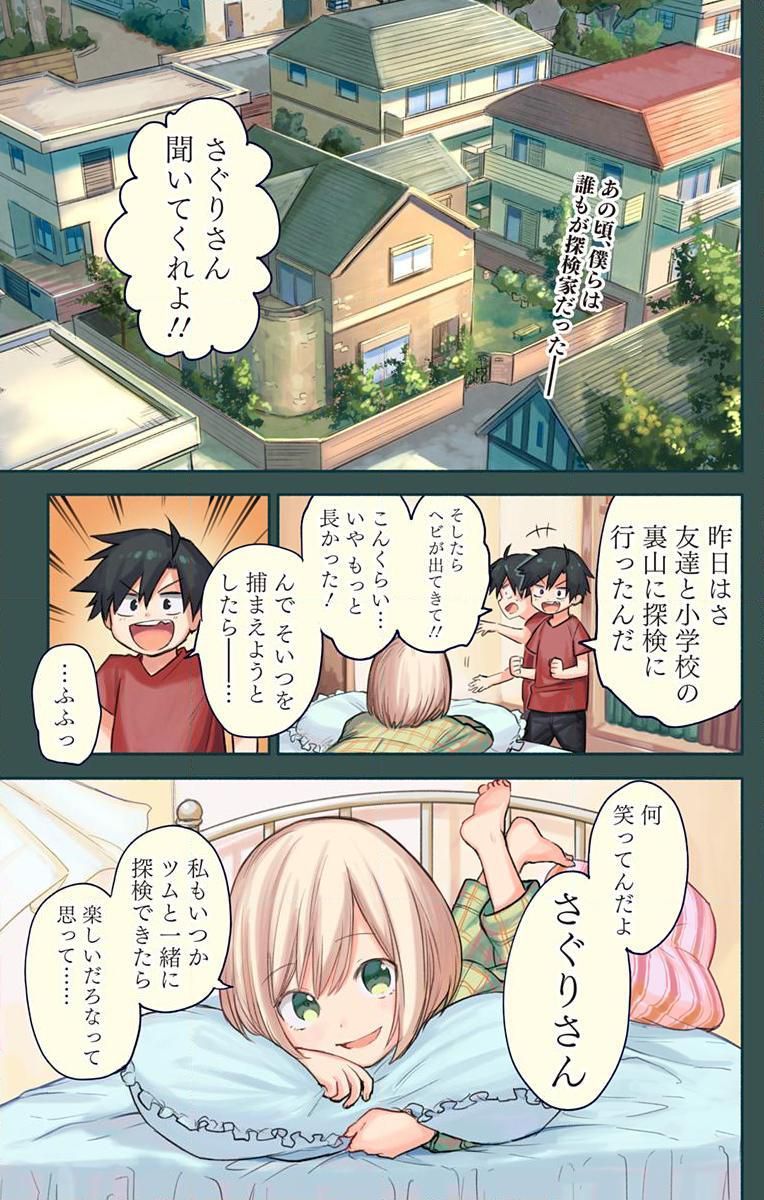 あの頃、僕らは
誰もが探検家だった――
さぐりさん
聞いてくれよ!!
昨日はさ
友達と小学校の
裏山に探検に
行ったんだ
そしたら
ヘビが出てきて!!
こんくらい…
いや もっと
長かった!
んで そいつを
捕まえようと
したら――…
…ふふっ
何
笑ってんだよ
さぐりさん
私もいつか
ツムと一緒に
探検できたら
楽しいだろなって
思って……